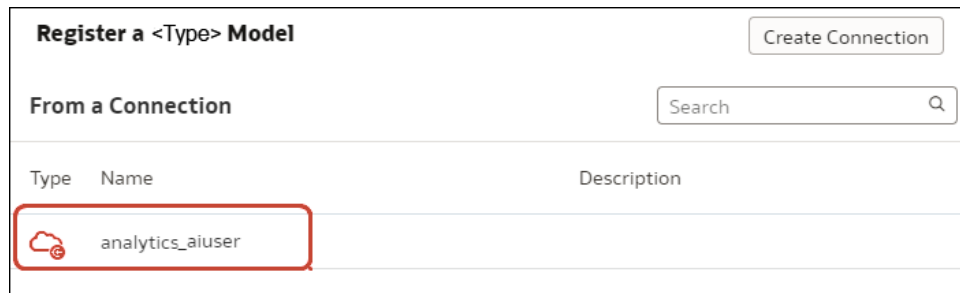 Register a <Type> Model
Create Connection
From a Connection
Search
Type Name Description
analytics_aiuser